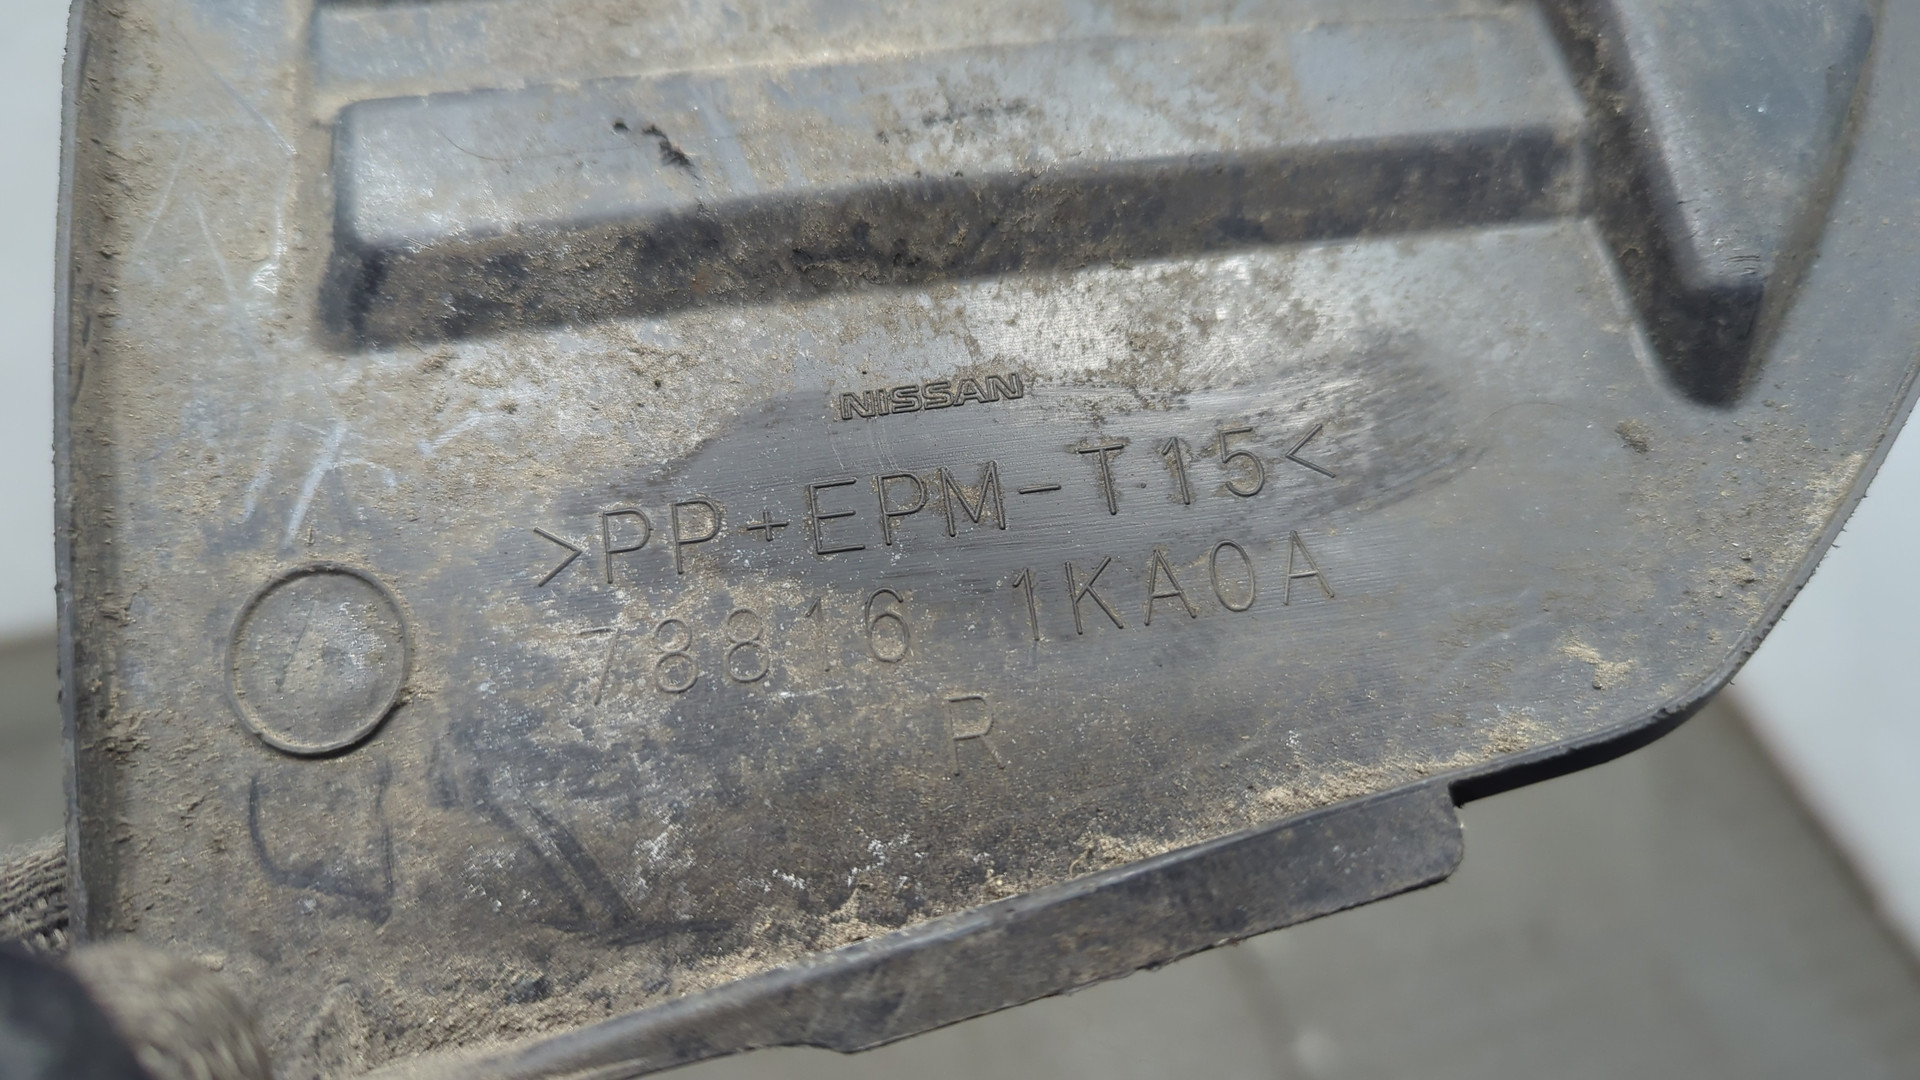 NISSAN
>PP+EPM-T15<
78816 1KA0A
R